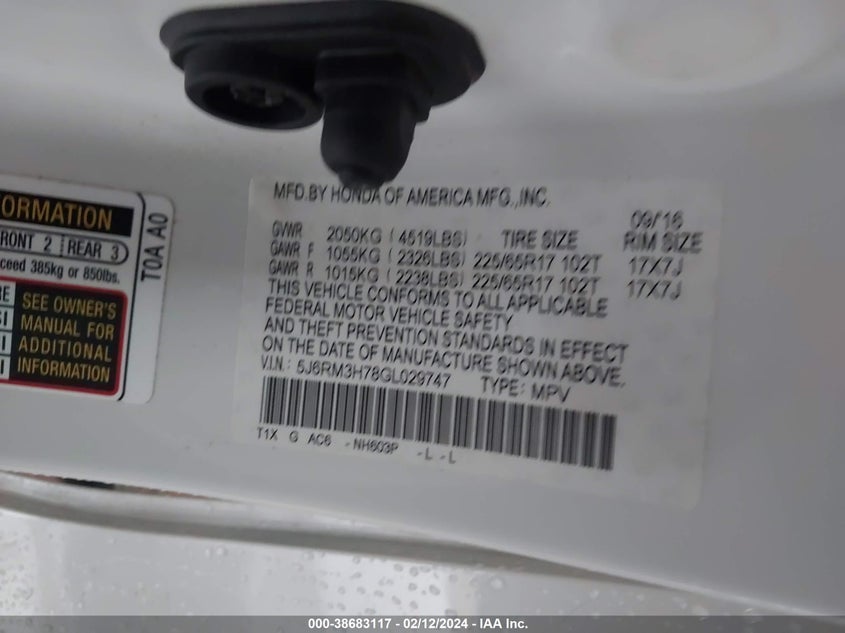 ORMATION
FRONT 2 REAR 3
ceed 385kg or 850lbs.
SEE OWNER'S
MANUAL FOR
ADDITIONAL
INFORMATION
T0A A0
MFD.BY HONDA OF AMERICA MFG.,INC.
09/16
GVWR 2050KG (4519LBS) TIRE SIZE RIM SIZE
GAWR F 1055KG (2326LBS) 225/65R17 102T 17X7J
GAWR R 1015KG (2238LBS) 225/65R17 102T 17X7J
THIS VEHICLE CONFORMS TO ALL APPLICABLE
FEDERAL MOTOR VEHICLE SAFETY
AND THEFT PREVENTION STANDARDS IN EFFECT
ON THE DATE OF MANUFACTURE SHOWN ABOVE.
V.I.N.: 5J6RM3H78GL029747 TYPE: MPV
T1X G AC6 -NH603P -L -L
000-38683117 - 02/12/2024 - IAA Inc.